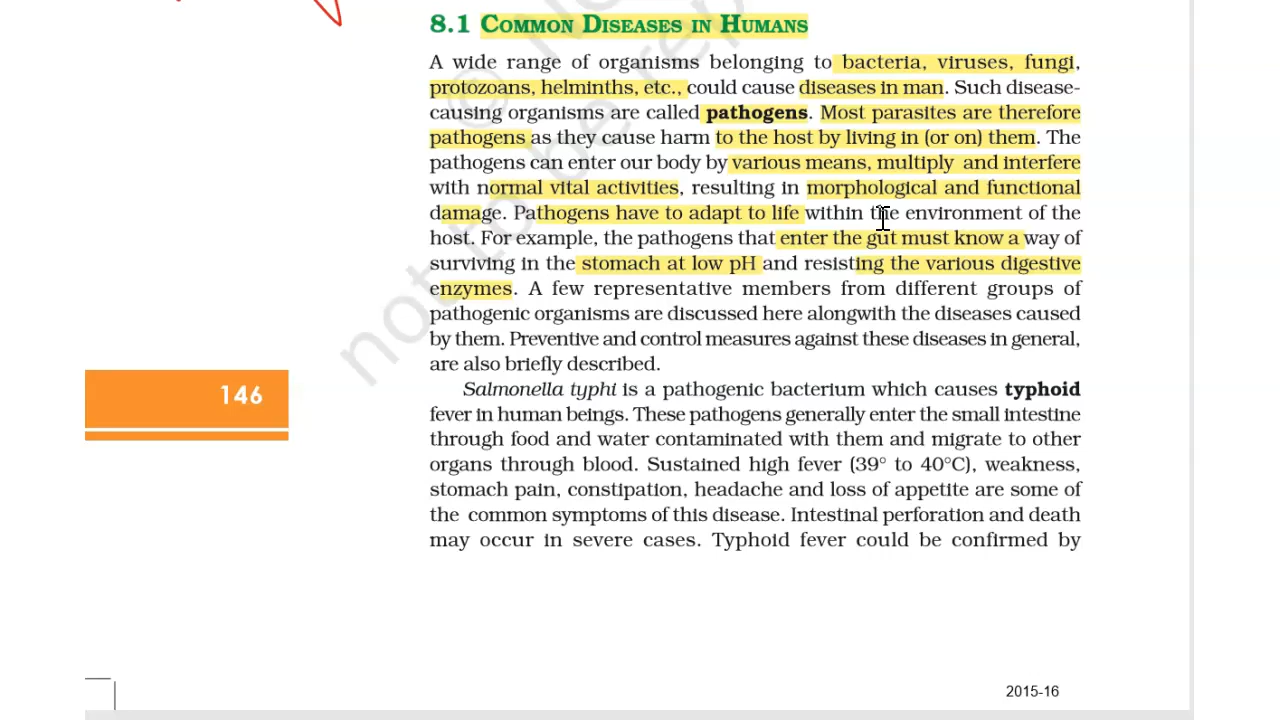 8.1 COMMON DISEASES IN HUMANS
A wide range of organisms belonging to bacteria, viruses, fungi,
protozoans, helminths, etc., could cause diseases in man. Such disease-
causing organisms are called pathogens. Most parasites are therefore
pathogens as they cause harm to the host by living in (or on) them. The
pathogens can enter our body by various means, multiply and interfere
with normal vital activities, resulting in morphological and functional
damage. Pathogens have to adapt to life within the environment of the
host. For example, the pathogens that enter the gut must know a way of
surviving in the stomach at low pH and resisting the various digestive
enzymes. A few representative members from different groups of
pathogenic organisms are discussed here alongwith the diseases caused
by them. Preventive and control measures against these diseases in general,
are also briefly described.
146
Salmonella typhi is a pathogenic bacterium which causes typhoid
fever in human beings. These pathogens generally enter the small intestine
through food and water contaminated with them and migrate to other
organs through blood. Sustained high fever (39° to 40°C), weakness,
stomach pain, constipation, headache and loss of appetite are some of
the common symptoms of this disease. Intestinal perforation and death
may occur in severe cases. Typhoid fever could be confirmed by
2015-16
not to be rep